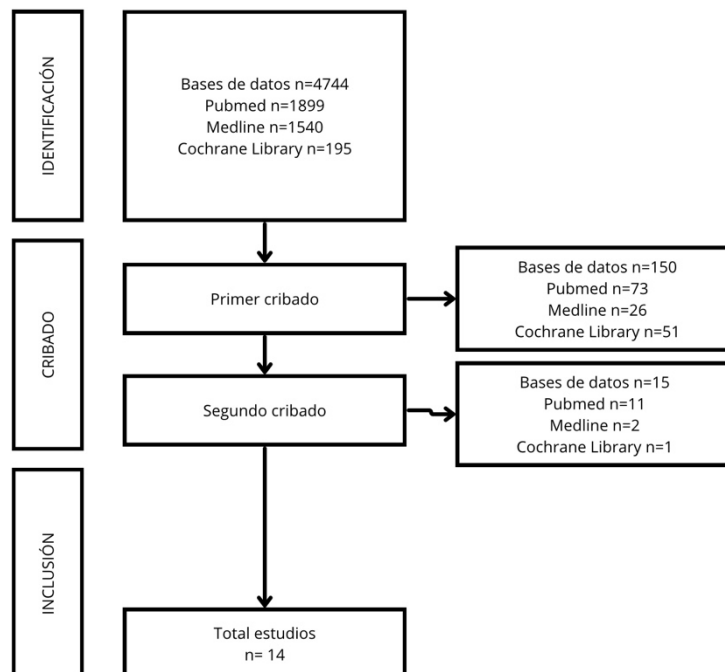 IDENTIFICACIÓN
Bases de datos n=4744
Pubmed n=1899
Medline n=1540
Cochrane Library n=195
CRIBADO
Primer cribado
Bases de datos n=150
Pubmed n=73
Medline n=26
Cochrane Library n=51
Segundo cribado
Bases de datos n=15
Pubmed n=11
Medline n=2
Cochrane Library n=1
INCLUSIÓN
Total estudios
n= 14